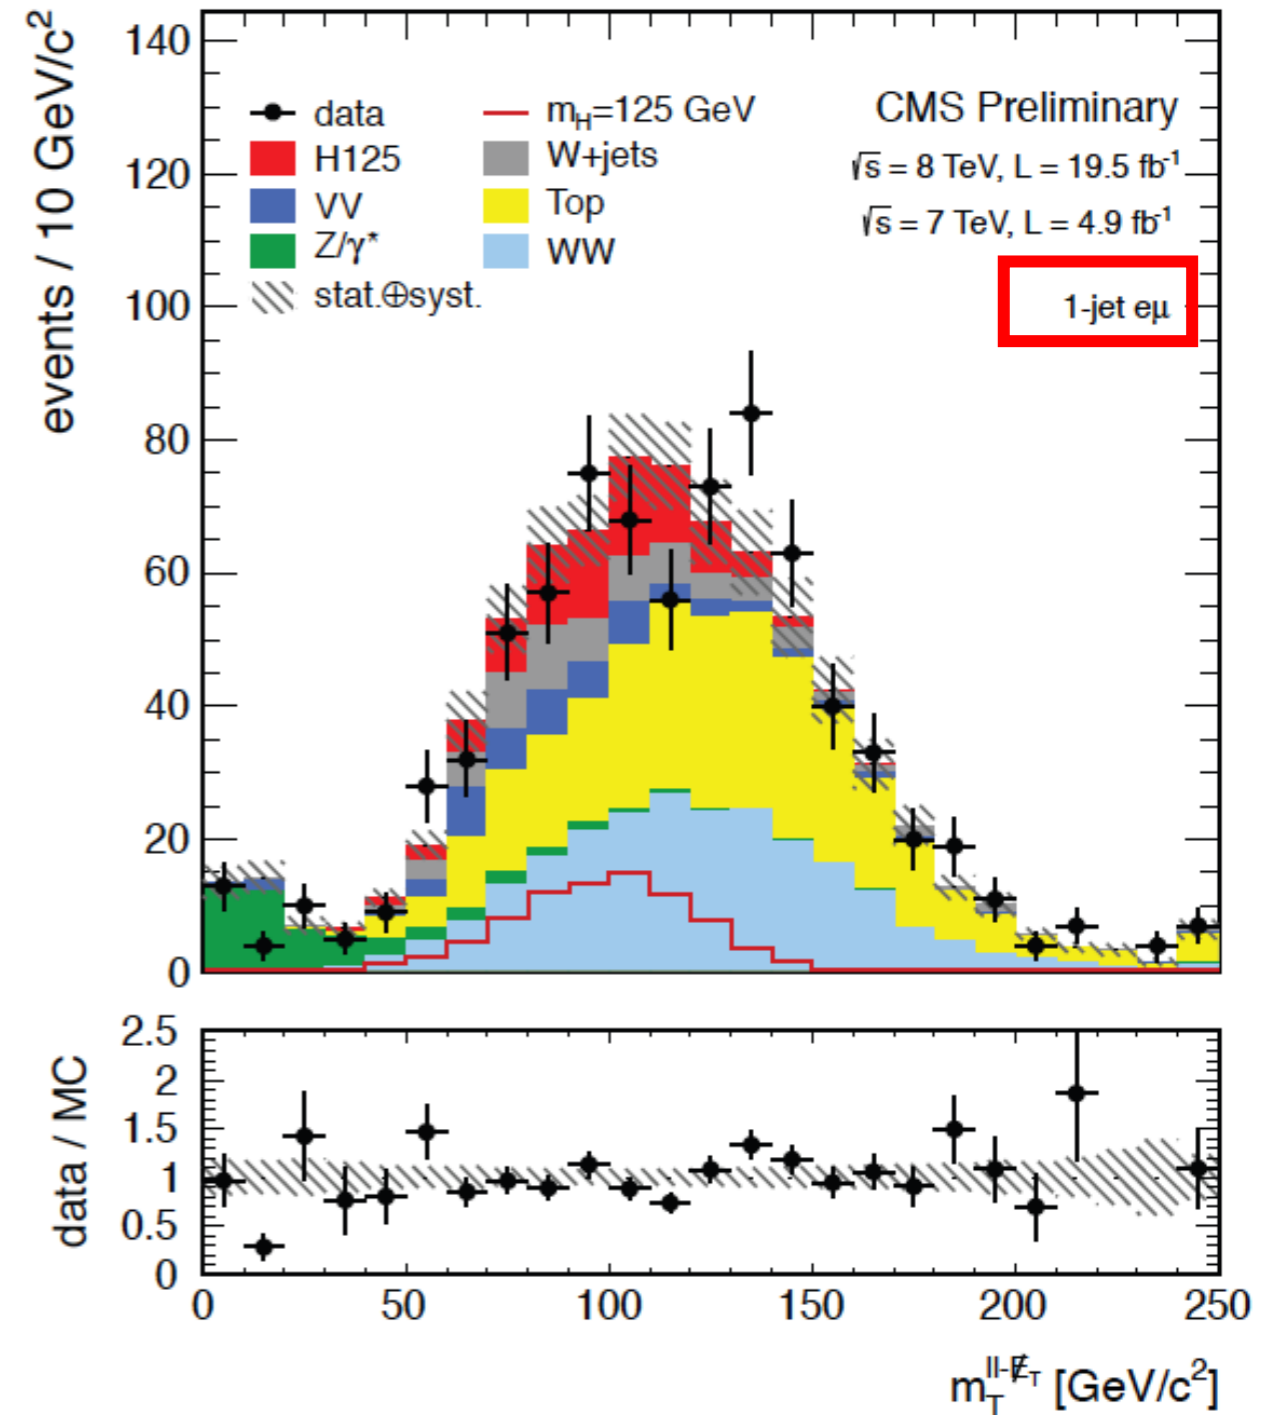 events / 10 GeV/c²
140
120
100
80
60
40
20
0
data
m_H=125 GeV
H125
W+jets
VV
Top
Z/γ*
WW
stat.⊕syst.
CMS Preliminary
√s = 8 TeV, L = 19.5 fb⁻¹
√s = 7 TeV, L = 4.9 fb⁻¹
1-jet eμ
data / MC
2.5
2
1.5
1
0.5
0
0 50 100 150 200 250
m_T^{ll-E̸_T} [GeV/c²]